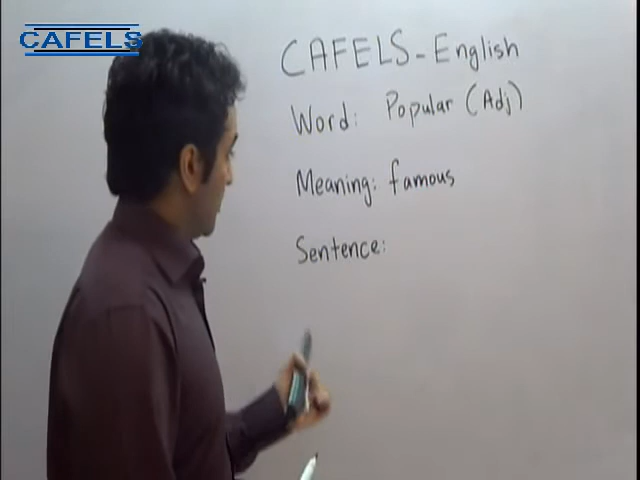 CAFELS
CAFELS - English
Word: Popular (Adj)
Meaning: famous
Sentence: